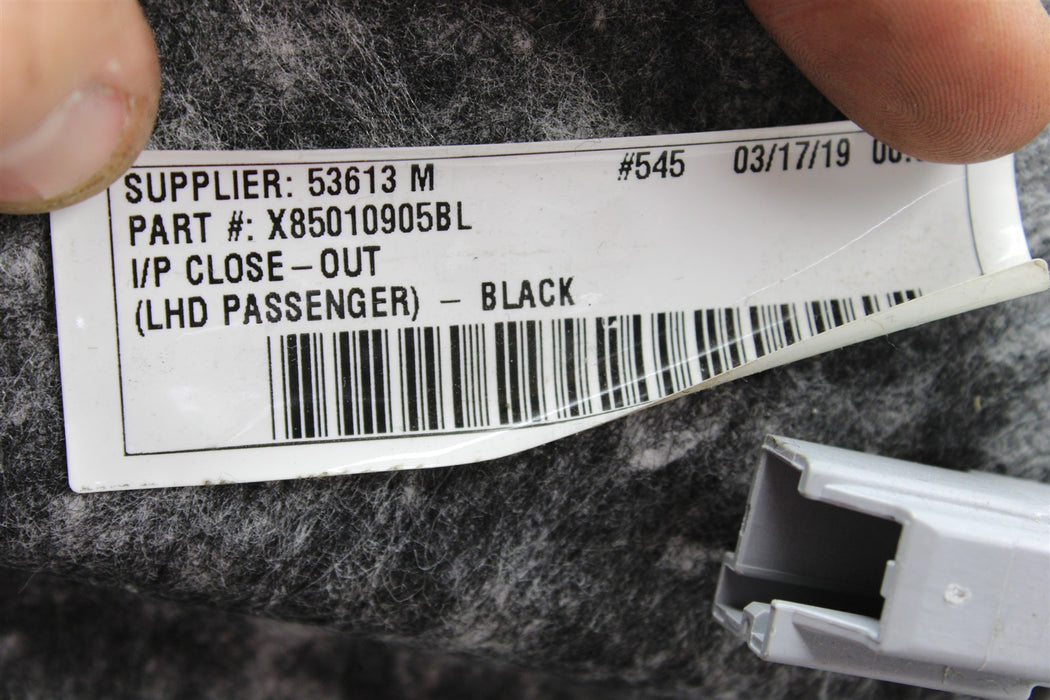 SUPPLIER: 53613 M #545 03/17/19
PART #: X85010905BL
I/P CLOSE-OUT
(LHD PASSENGER) - BLACK